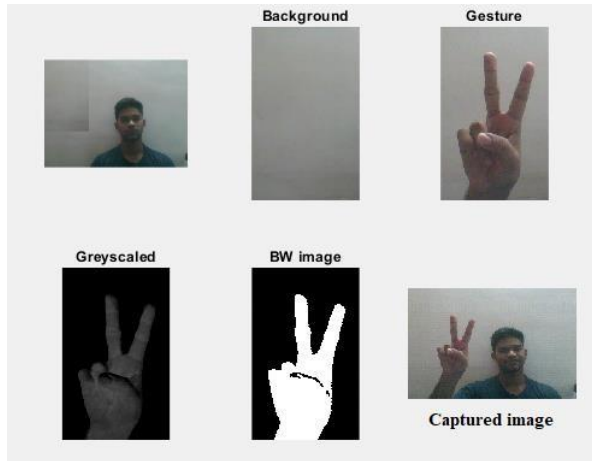 Background
Gesture
Greyscaled
BW image
Captured image